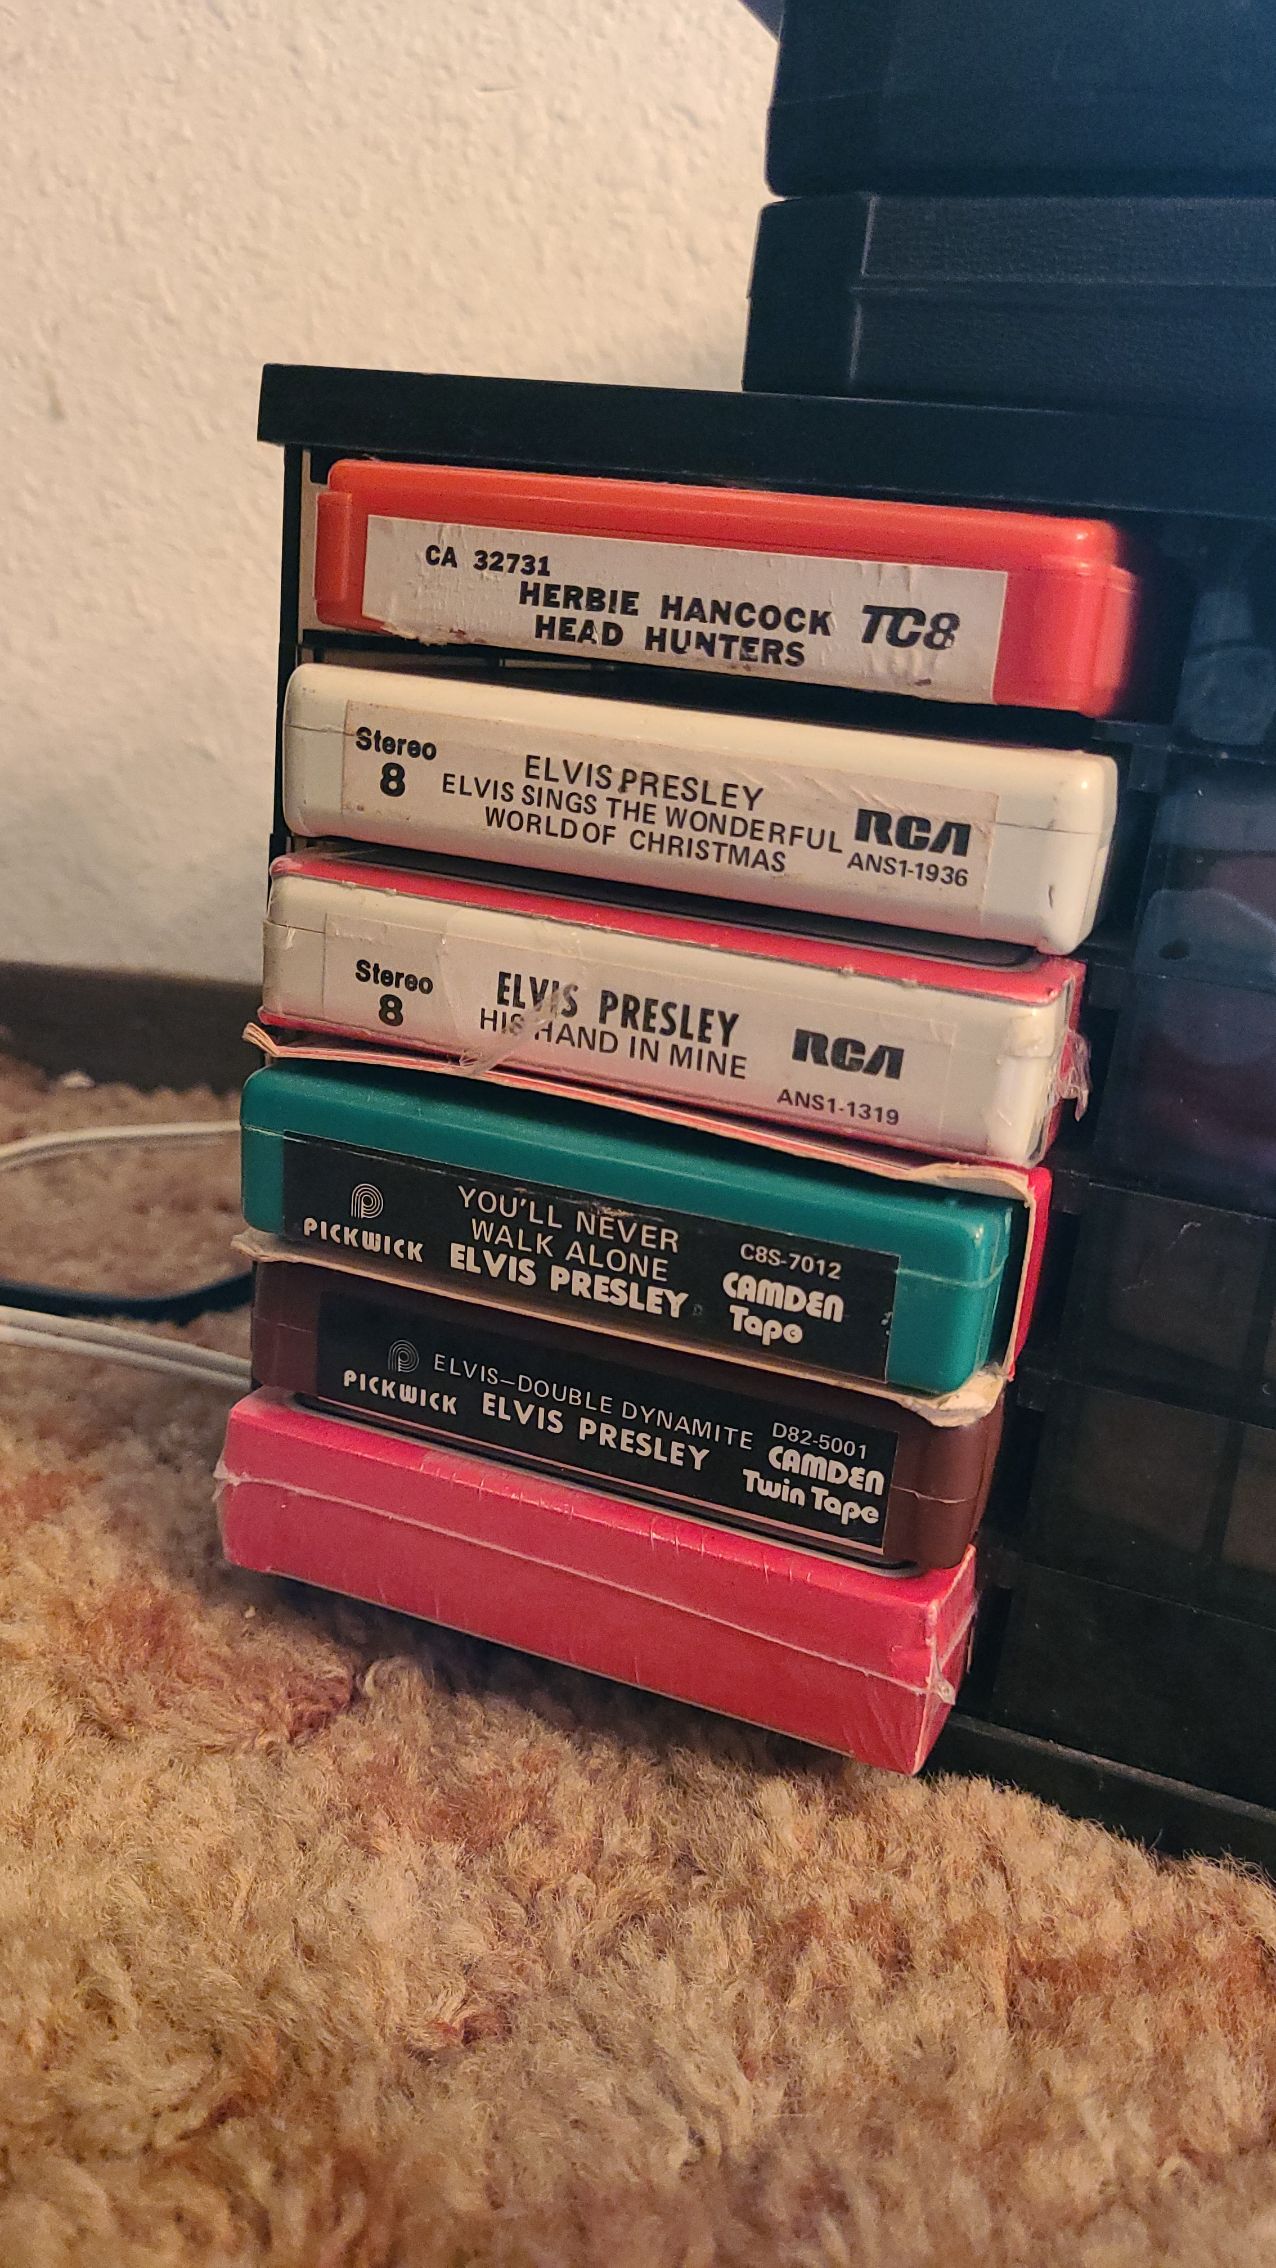 CA 32731
HERBIE HANCOCK TC8
HEAD HUNTERS
Stereo
8
ELVIS PRESLEY
ELVIS SINGS THE WONDERFUL
WORLD OF CHRISTMAS
RCA
ANS1-1936
Stereo
8
ELVIS PRESLEY
HIS HAND IN MINE
RCA
ANS1-1319
PICKWICK
YOU'LL NEVER
WALK ALONE
ELVIS PRESLEY
C8S-7012
CAMDEN
Tape
PICKWICK
ELVIS—DOUBLE DYNAMITE
ELVIS PRESLEY
D82-5001
CAMDEN
Twin Tape